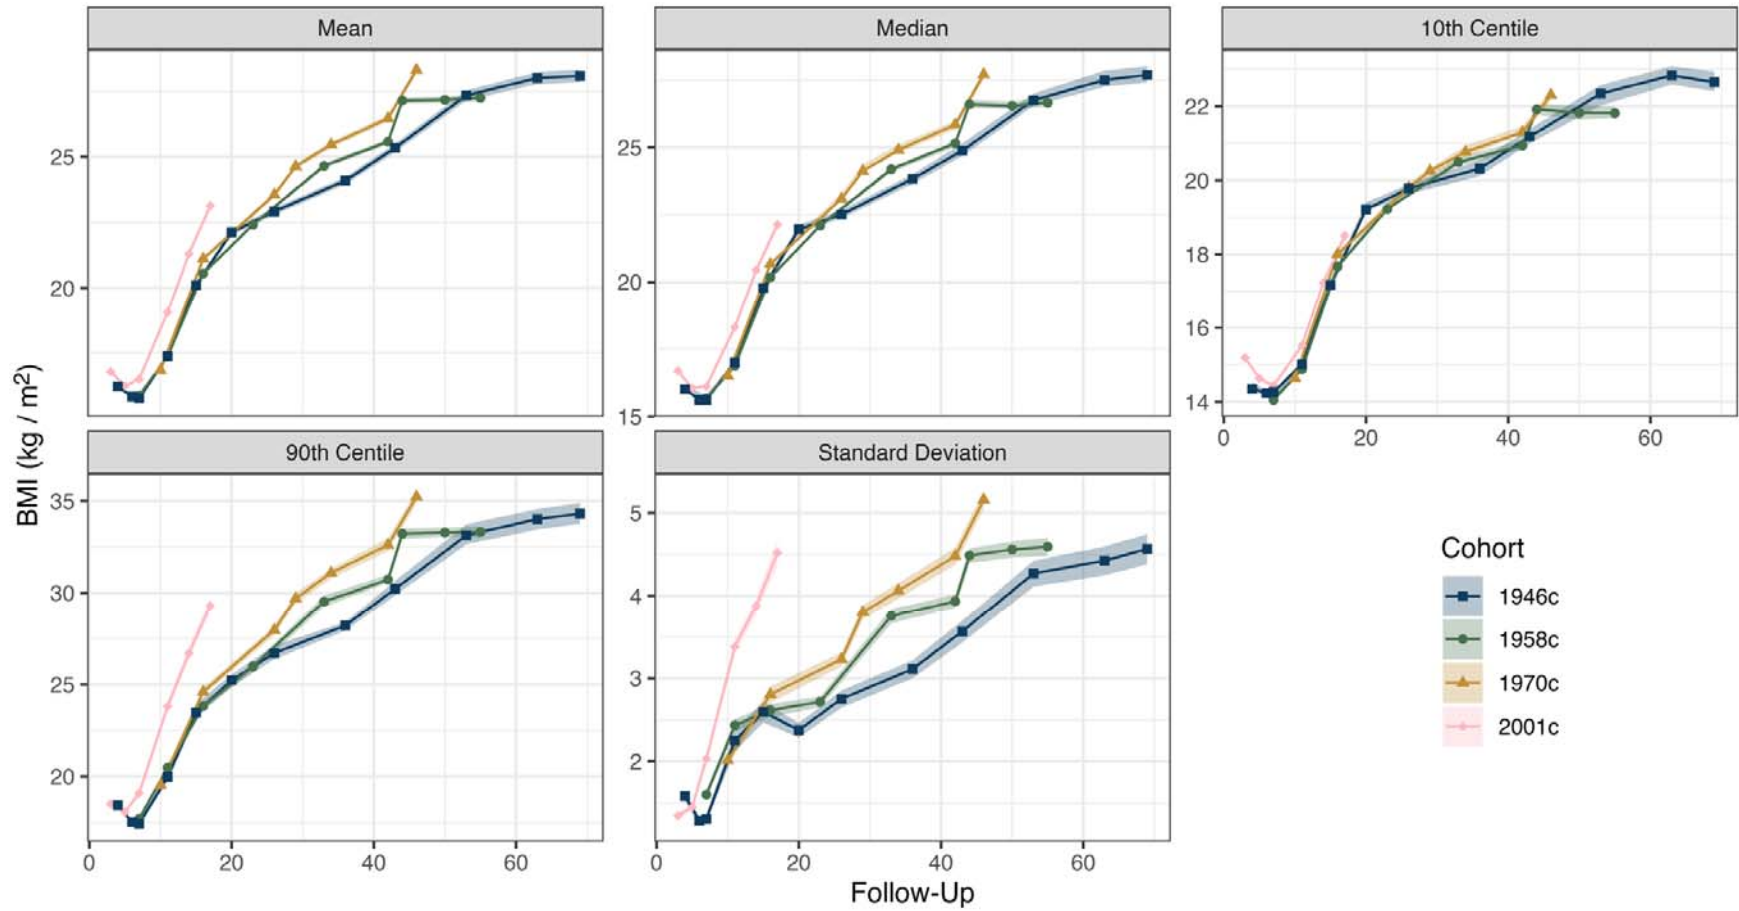 Mean
Median
10th Centile
25
20
25
20
15
22
20
18
16
14
0 20 40 60
90th Centile
Standard Deviation
35
30
25
20
5
4
3
2
0 20 40 60
0 20 40 60
BMI (kg / m²)
Follow-Up
Cohort
1946c
1958c
1970c
2001c